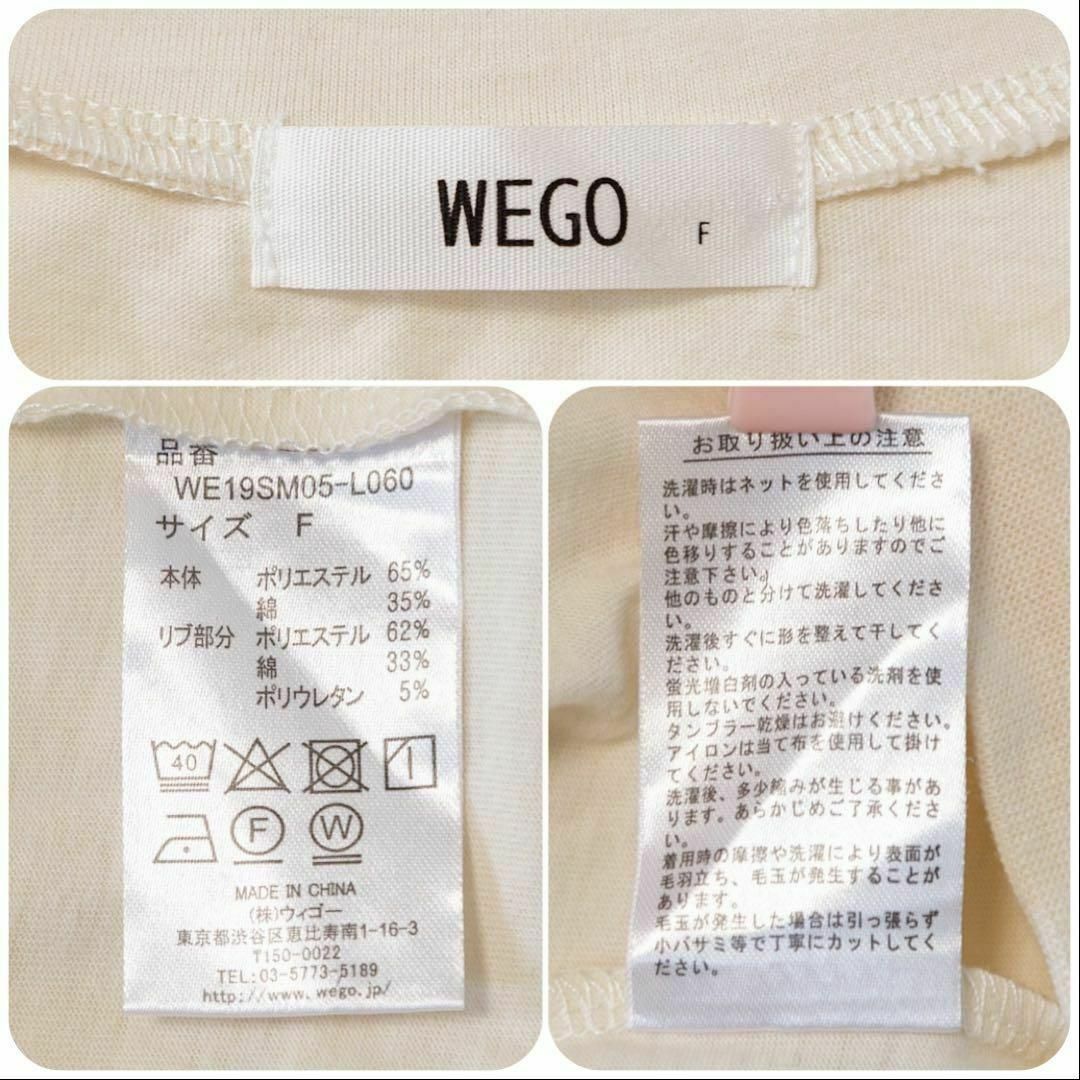 WEGO F
品番
WE19SM05-L060
サイズ F
本体 ポリエステル 65%
綿 35%
リブ部分 ポリエステル 62%
綿 33%
ポリウレタン 5%
40
F W
MADE IN CHINA
(株)ウィゴー
東京都渋谷区恵比寿南1-16-3
〒150-0022
TEL:03-5773-5189
http://www.wego.jp/
お取り扱い上の注意
洗濯時はネットを使用してくださ
い。
汗や摩擦により色落ちしたり他に
色移りすることがありますのでご
注意下さい。
他のものと分けて洗濯してくださ
い。
洗濯後すぐに形を整えて干してく
ださい。
蛍光増白剤の入っている洗剤を使
用しないでください。
タンブラー乾燥はお避けください。
アイロンは当て布を使用して掛け
てください。
洗濯後、多少縮みが生じる事があ
ります。あらかじめご了承くださ
い。
着用時の摩擦や洗濯により表面が
毛羽立ち、毛玉が発生することが
あります。
毛玉が発生した場合は引っ張らず
小バサミ等で丁寧にカットしてく
ださい。